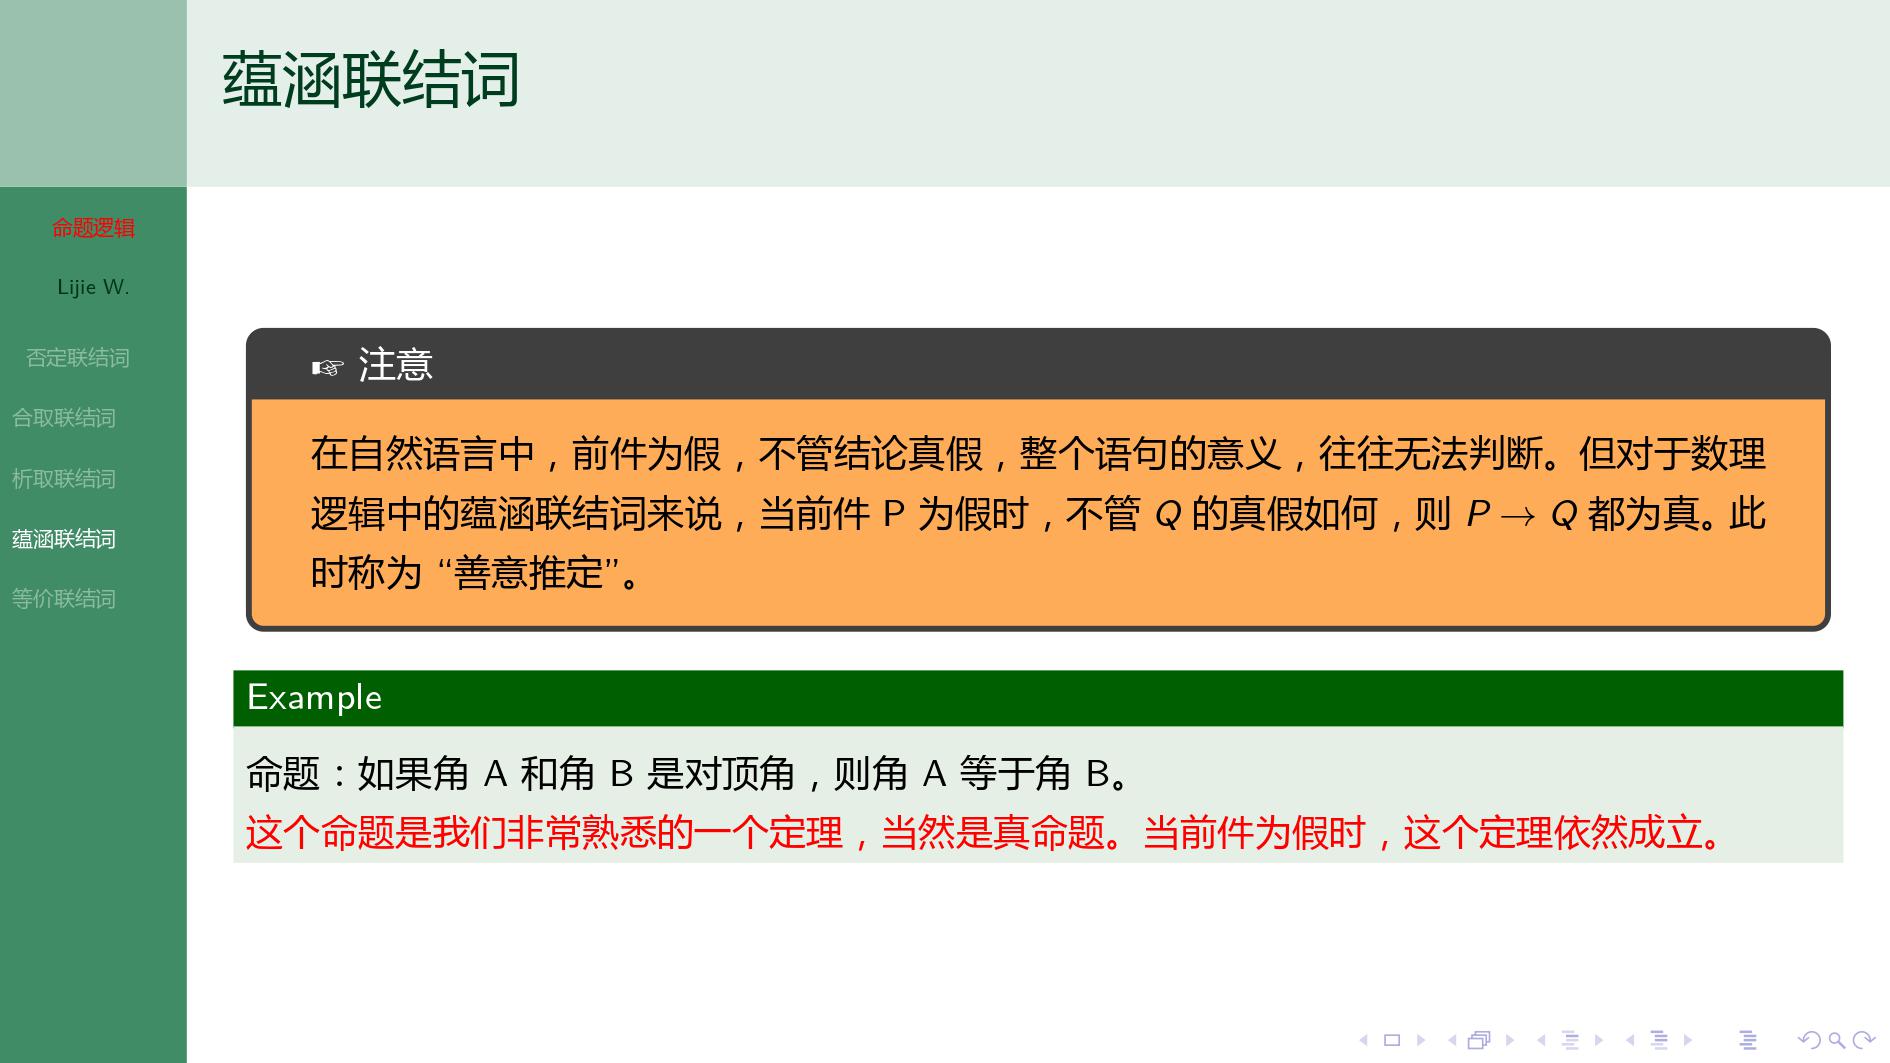 蕴涵联结词
命题逻辑
Lijie W.
否定联结词
合取联结词
析取联结词
蕴涵联结词
等价联结词
☞ 注意
在自然语言中，前件为假，不管结论真假，整个语句的意义，往往无法判断。但对于数理
逻辑中的蕴涵联结词来说，当前件 P 为假时，不管 Q 的真假如何，则 P → Q 都为真。此
时称为 “善意推定”。
Example
命题：如果角 A 和角 B 是对顶角，则角 A 等于角 B。
这个命题是我们非常熟悉的一个定理，当然是真命题。当前件为假时，这个定理依然成立。